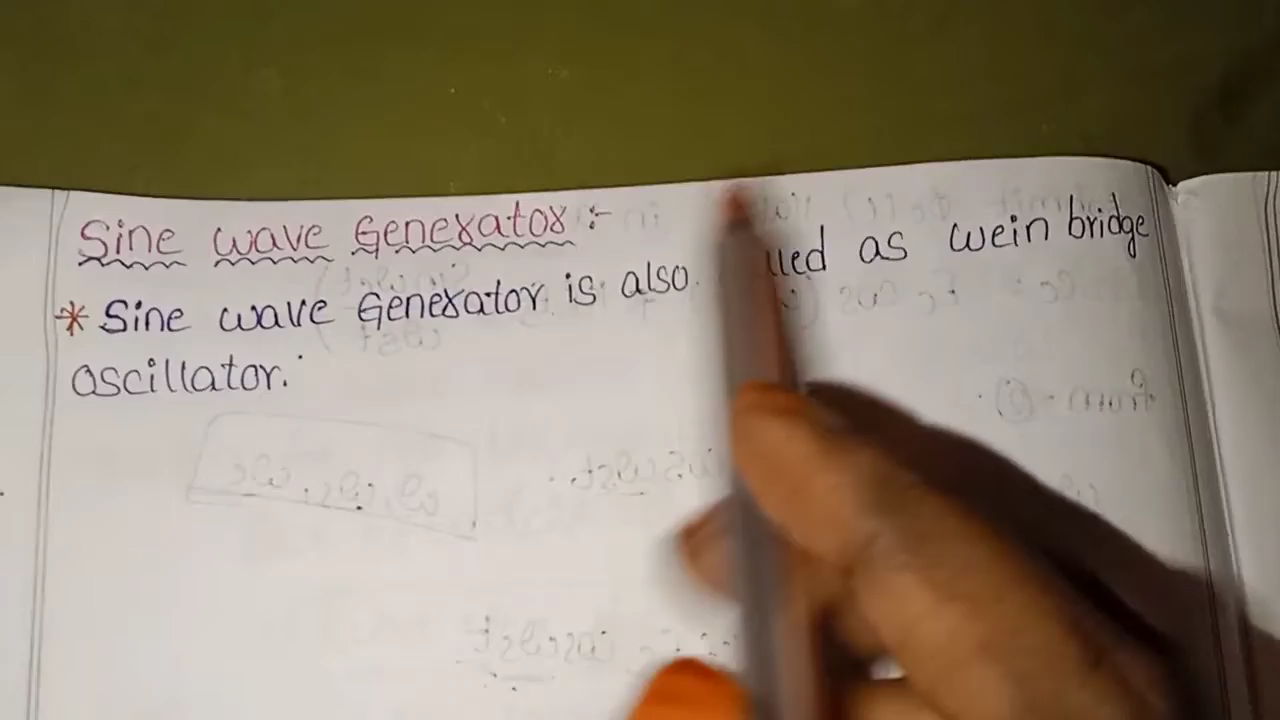 Sine wave Generator :-
* Sine wave Generator is also lled as wein bridge
oscillator.